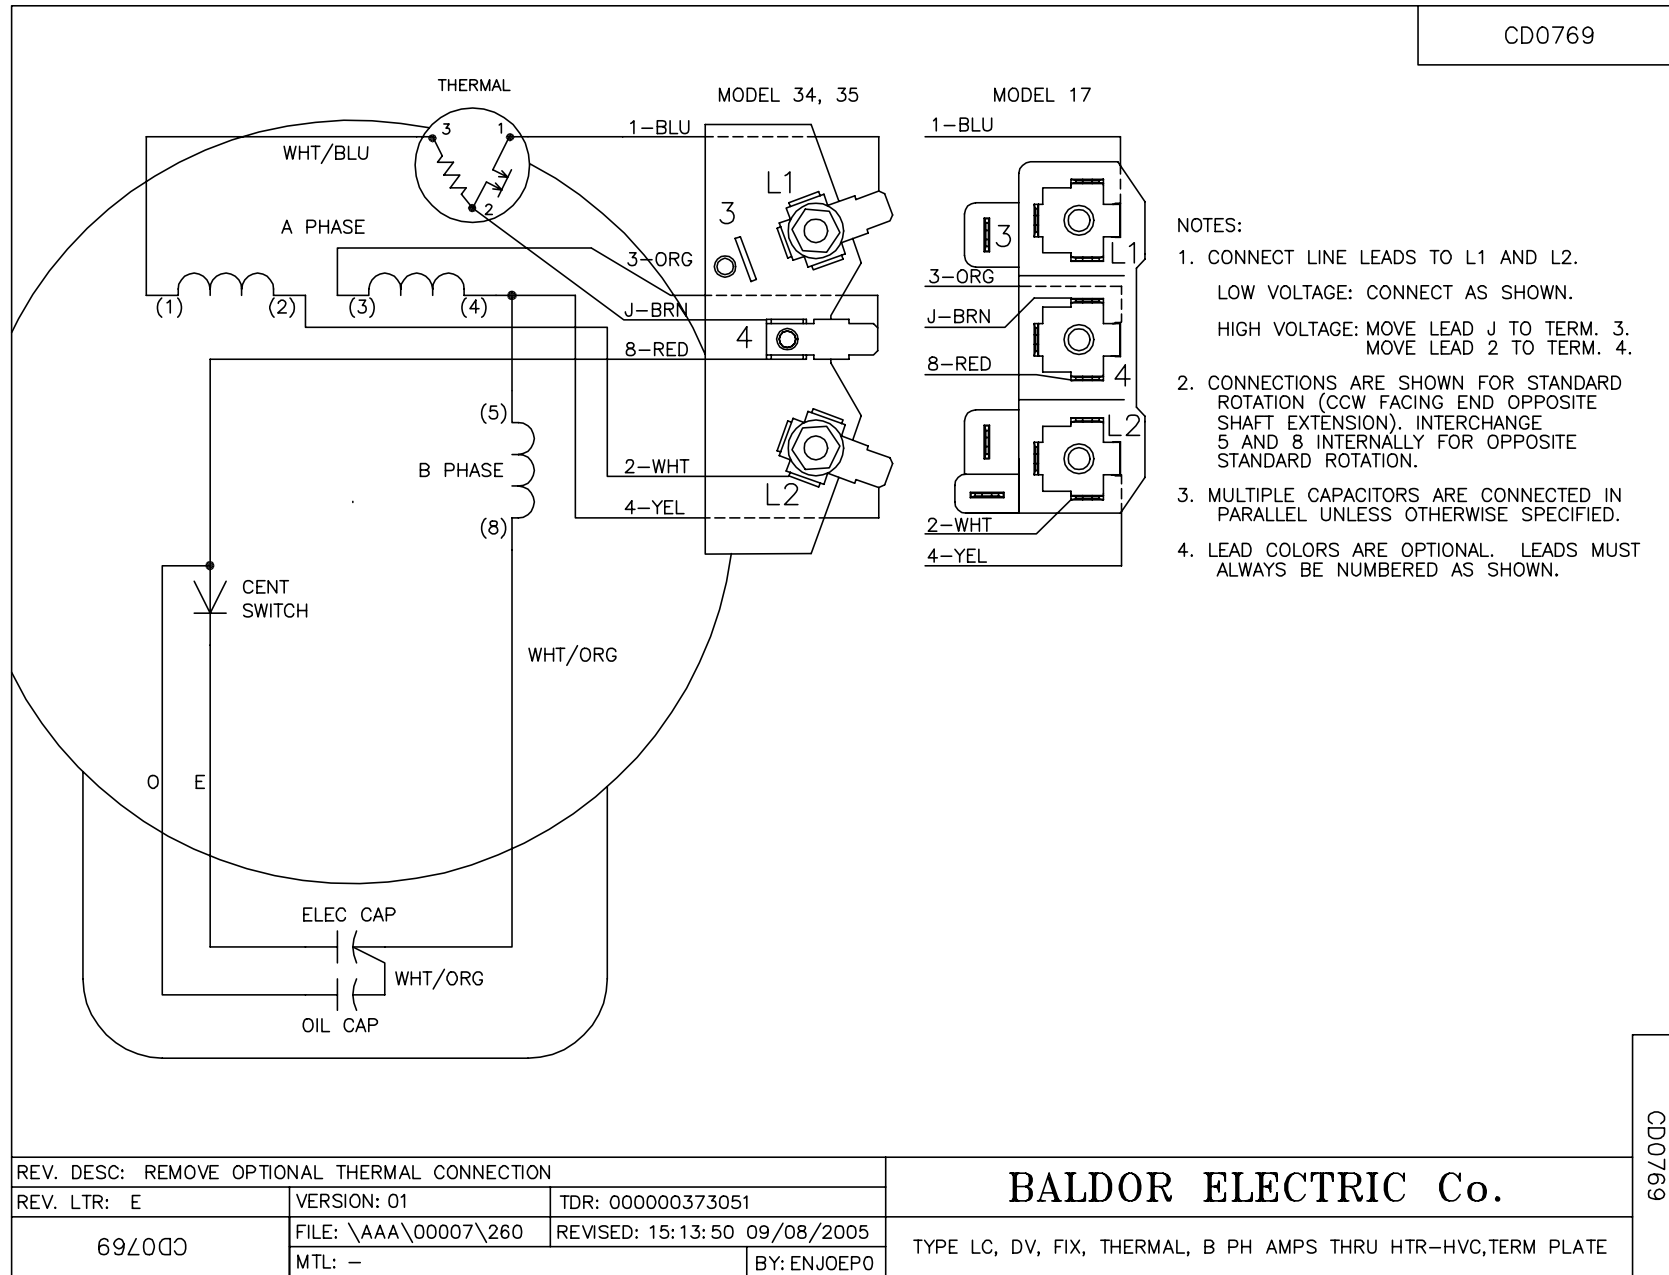 CD0769
THERMAL
MODEL 34, 35
MODEL 17
3
1
2
WHT/BLU
1-BLU
1-BLU
A PHASE
L1
3
3
L1
3-ORG
3-ORG
(1)
(2)
(3)
(4)
J-BRN
J-BRN
4
8-RED
8-RED
4
(5)
B PHASE
(8)
2-WHT
L2
L2
4-YEL
2-WHT
4-YEL
CENT
SWITCH
WHT/ORG
O
E
ELEC CAP
WHT/ORG
OIL CAP
NOTES:
1. CONNECT LINE LEADS TO L1 AND L2.
LOW VOLTAGE: CONNECT AS SHOWN.
HIGH VOLTAGE: MOVE LEAD J TO TERM. 3.
MOVE LEAD 2 TO TERM. 4.
2. CONNECTIONS ARE SHOWN FOR STANDARD
ROTATION (CCW FACING END OPPOSITE
SHAFT EXTENSION). INTERCHANGE
5 AND 8 INTERNALLY FOR OPPOSITE
STANDARD ROTATION.
3. MULTIPLE CAPACITORS ARE CONNECTED IN
PARALLEL UNLESS OTHERWISE SPECIFIED.
4. LEAD COLORS ARE OPTIONAL. LEADS MUST
ALWAYS BE NUMBERED AS SHOWN.
CD0769
REV. DESC: REMOVE OPTIONAL THERMAL CONNECTION
REV. LTR: E
VERSION: 01
TDR: 000000373051
FILE: \AAA\00007\260
REVISED: 15:13:50 09/08/2005
CD0769
MTL: -
BY: ENJOEPO
BALDOR ELECTRIC Co.
TYPE LC, DV, FIX, THERMAL, B PH AMPS THRU HTR-HVC,TERM PLATE